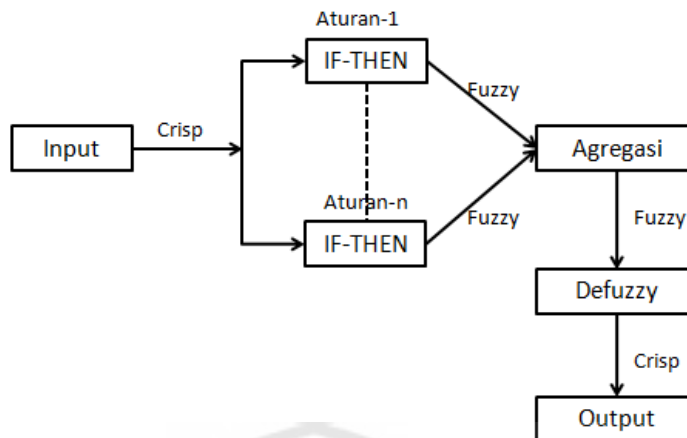 Aturan-1
IF-THEN
Fuzzy
Crisp
Input
Agregasi
Aturan-n
IF-THEN
Fuzzy
Fuzzy
Defuzzy
Crisp
Output